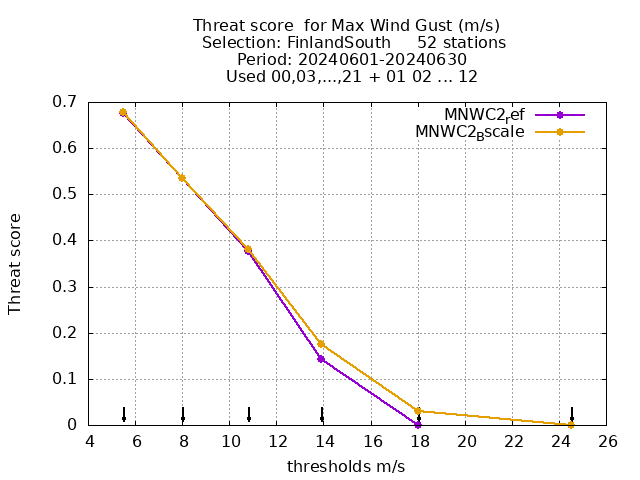 Threat score  for Max Wind Gust (m/s)
Selection: FinlandSouth     52 stations
Period: 20240601-20240630
Used 00,03,...,21 + 01 02 ... 12
MNWC2ref
MNWC2Bscale
0.7
0.6
0.5
0.4
0.3
0.2
0.1
0
Threat score
4 6 8 10 12 14 16 18 20 22 24 26
thresholds m/s